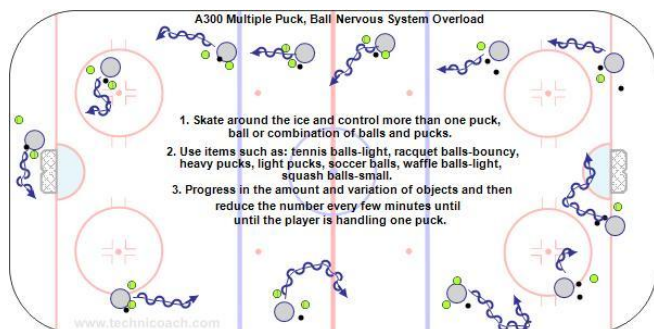 A300 Multiple Puck, Ball Nervous System Overload
1. Skate around the ice and control more than one puck,
ball or combination of balls and pucks.
2. Use items such as: tennis balls-light, racquet balls-bouncy,
heavy pucks, light pucks, soccer balls, waffle balls-light,
squash balls-small.
3. Progress in the amount and variation of objects and then
reduce the number every few minutes until
until the player is handling one puck.
www.technicoach.com